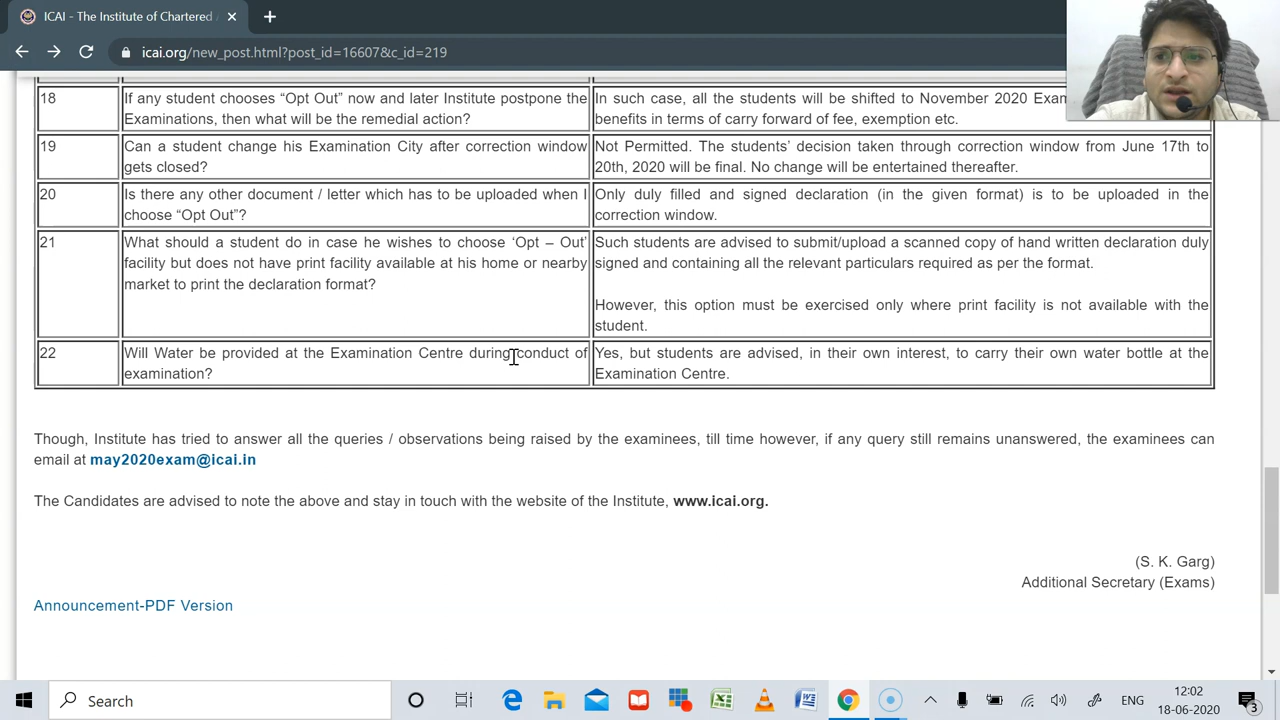 ICAI - The Institute of Chartered
icai.org/new_post.html?post_id=16607&c_id=219
18
If any student chooses “Opt Out” now and later Institute postpone the
Examinations, then what will be the remedial action?
In such case, all the students will be shifted to November 2020 Exam
benefits in terms of carry forward of fee, exemption etc.
19
Can a student change his Examination City after correction window
gets closed?
Not Permitted. The students’ decision taken through correction window from June 17th to
20th, 2020 will be final. No change will be entertained thereafter.
20
Is there any other document / letter which has to be uploaded when I
choose “Opt Out”?
Only duly filled and signed declaration (in the given format) is to be uploaded in the
correction window.
21
What should a student do in case he wishes to choose ‘Opt – Out’
facility but does not have print facility available at his home or nearby
market to print the declaration format?
Such students are advised to submit/upload a scanned copy of hand written declaration duly
signed and containing all the relevant particulars required as per the format.
However, this option must be exercised only where print facility is not available with the
student.
22
Will Water be provided at the Examination Centre during conduct of
examination?
Yes, but students are advised, in their own interest, to carry their own water bottle at the
Examination Centre.
Though, Institute has tried to answer all the queries / observations being raised by the examinees, till time however, if any query still remains unanswered, the examinees can
email at may2020exam@icai.in
The Candidates are advised to note the above and stay in touch with the website of the Institute, www.icai.org.
(S. K. Garg)
Additional Secretary (Exams)
Announcement-PDF Version
Search
ENG
12:02
18-06-2020
3